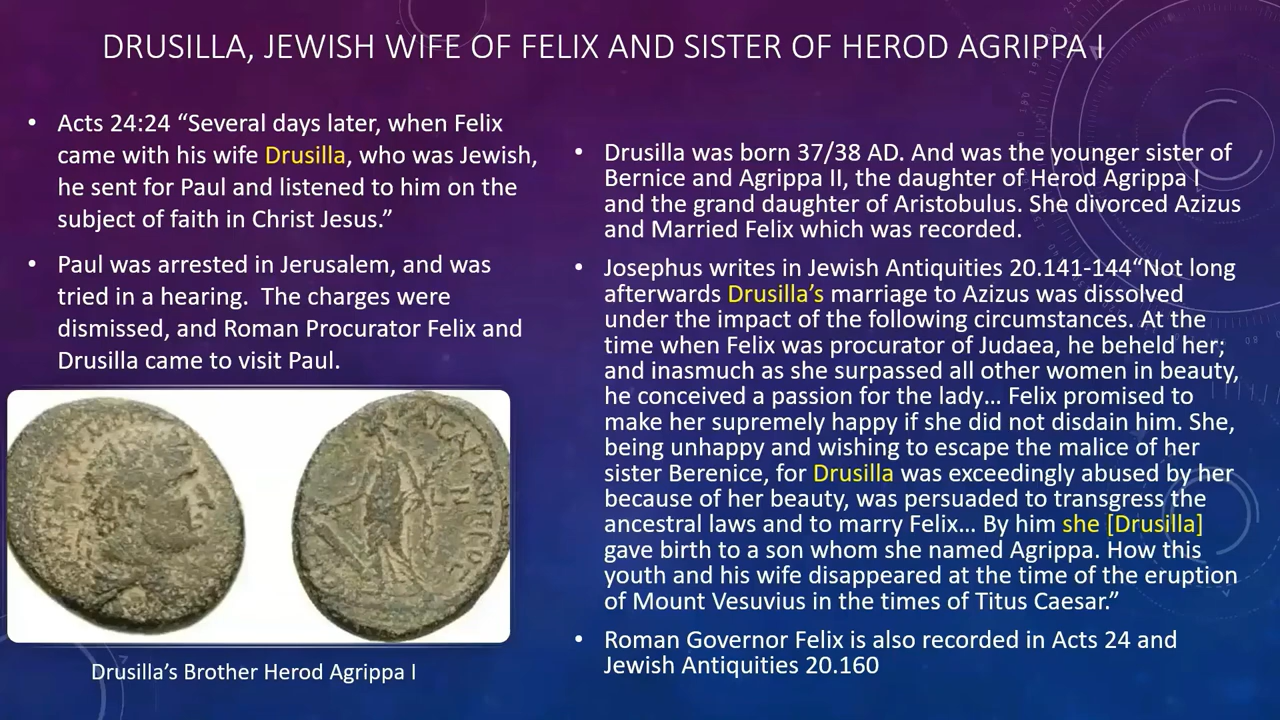 DRUSILLA, JEWISH WIFE OF FELIX AND SISTER OF HEROD AGRIPPA I
• Acts 24:24 “Several days later, when Felix
came with his wife Drusilla, who was Jewish,
he sent for Paul and listened to him on the
subject of faith in Christ Jesus.”
• Paul was arrested in Jerusalem, and was
tried in a hearing.  The charges were
dismissed, and Roman Procurator Felix and
Drusilla came to visit Paul.
Drusilla’s Brother Herod Agrippa I
• Drusilla was born 37/38 AD. And was the younger sister of
Bernice and Agrippa II, the daughter of Herod Agrippa I
and the grand daughter of Aristobulus. She divorced Azizus
and Married Felix which was recorded.
• Josephus writes in Jewish Antiquities 20.141-144“Not long
afterwards Drusilla’s marriage to Azizus was dissolved
under the impact of the following circumstances. At the
time when Felix was procurator of Judaea, he beheld her;
and inasmuch as she surpassed all other women in beauty,
he conceived a passion for the lady… Felix promised to
make her supremely happy if she did not disdain him. She,
being unhappy and wishing to escape the malice of her
sister Berenice, for Drusilla was exceedingly abused by her
because of her beauty, was persuaded to transgress the
ancestral laws and to marry Felix… By him she [Drusilla]
gave birth to a son whom she named Agrippa. How this
youth and his wife disappeared at the time of the eruption
of Mount Vesuvius in the times of Titus Caesar.”
• Roman Governor Felix is also recorded in Acts 24 and
Jewish Antiquities 20.160